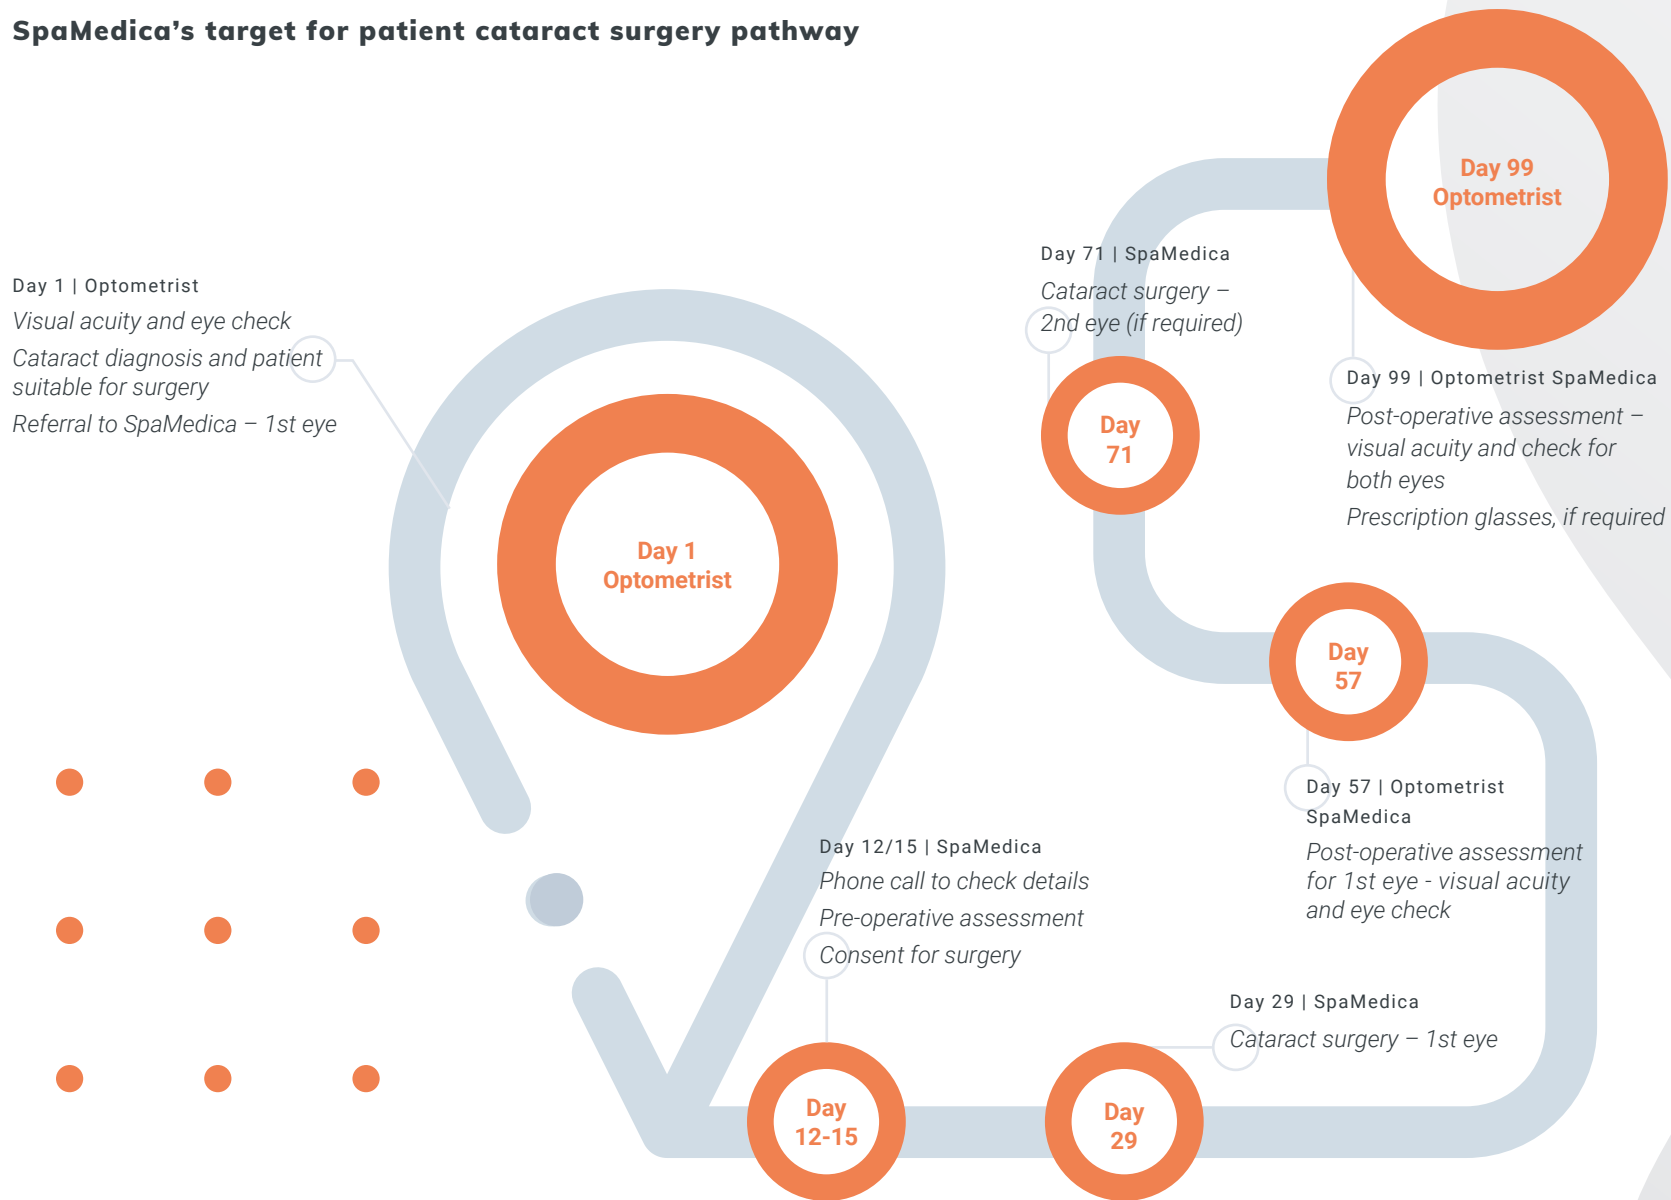 SpaMedica's target for patient cataract surgery pathway
Day 1 | Optometrist
Visual acuity and eye check
Cataract diagnosis and patient
suitable for surgery
Referral to SpaMedica – 1st eye
Day 1
Optometrist
Day 12/15 | SpaMedica
Phone call to check details
Pre-operative assessment
Consent for surgery
Day
12-15
Day 29 | SpaMedica
Cataract surgery – 1st eye
Day
29
Day
57
Day 57 | Optometrist
SpaMedica
Post-operative assessment
for 1st eye - visual acuity
and eye check
Day 71 | SpaMedica
Cataract surgery –
2nd eye (if required)
Day
71
Day 99
Optometrist
Day 99 | Optometrist SpaMedica
Post-operative assessment –
visual acuity and check for
both eyes
Prescription glasses, if required